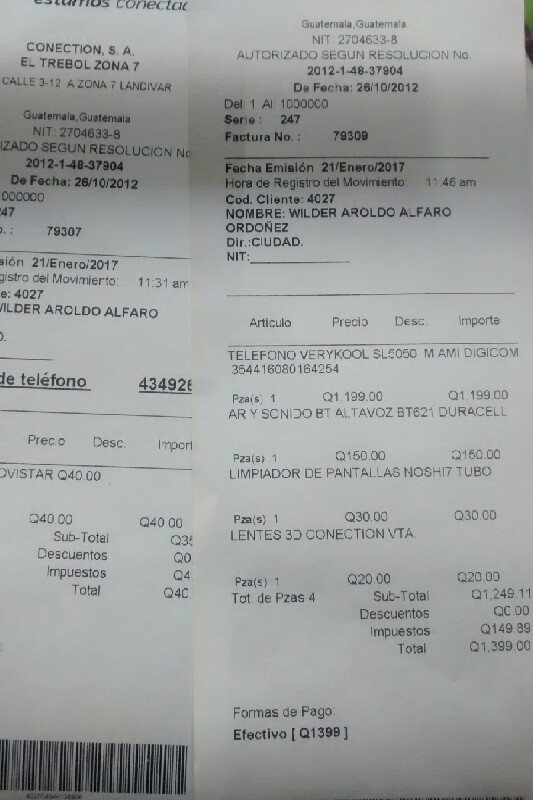 estamos conectad
CONECTION, S. A.
EL TREBOL ZONA 7
CALLE 3-12 A ZONA 7 LANDIVAR
Guatemala,Guatemala
NIT: 2704633-8
IZADO SEGUN RESOLUCION No
2012-1-48-37904
De Fecha: 26/10/2012
000000
247
o. : 79307
sión 21/Enero/2017
gistro del Movimiento: 11:31 am
e: 4027
WILDER AROLDO ALFARO
O.
de teléfono 434928
Precio Desc. Import
OVISTAR Q40.00
Q40.00 Q40.00
Sub-Total Q35
Descuentos Q0
Impuestos Q4
Total Q40
Guatemala,Guatemala
NIT: 2704633-8
AUTORIZADO SEGUN RESOLUCION No.
2012-1-48-37904
De Fecha: 26/10/2012
Del: 1 Al: 1000000
Serie : 247
Factura No. : 79309
Fecha Emisión 21/Enero/2017
Hora de Registro del Movimiento: 11:46 am
Cod. Cliente: 4027
NOMBRE: WILDER AROLDO ALFARO
ORDOÑEZ
Dir.:CIUDAD.
NIT:
Articulo Precio Desc. Importe
TELEFONO VERYKOOL SL5050 MIAMI DIGICOM
354416080164254
Pza(s) 1 Q1,199.00 Q1,199.00
AR Y SONIDO BT ALTAVOZ BT621 DURACELL
Pza(s) 1 Q150.00 Q150.00
LIMPIADOR DE PANTALLAS NOSHI7 TUBO
Pza(s) 1 Q30.00 Q30.00
LENTES 3D CONECTION VTA.
Pza(s) 1 Q20.00 Q20.00
Tot. de Pzas 4 Sub-Total Q1,249.11
Descuentos Q0.00
Impuestos Q149.89
Total Q1,399.00
Formas de Pago:
Efectivo [ Q1399 ]